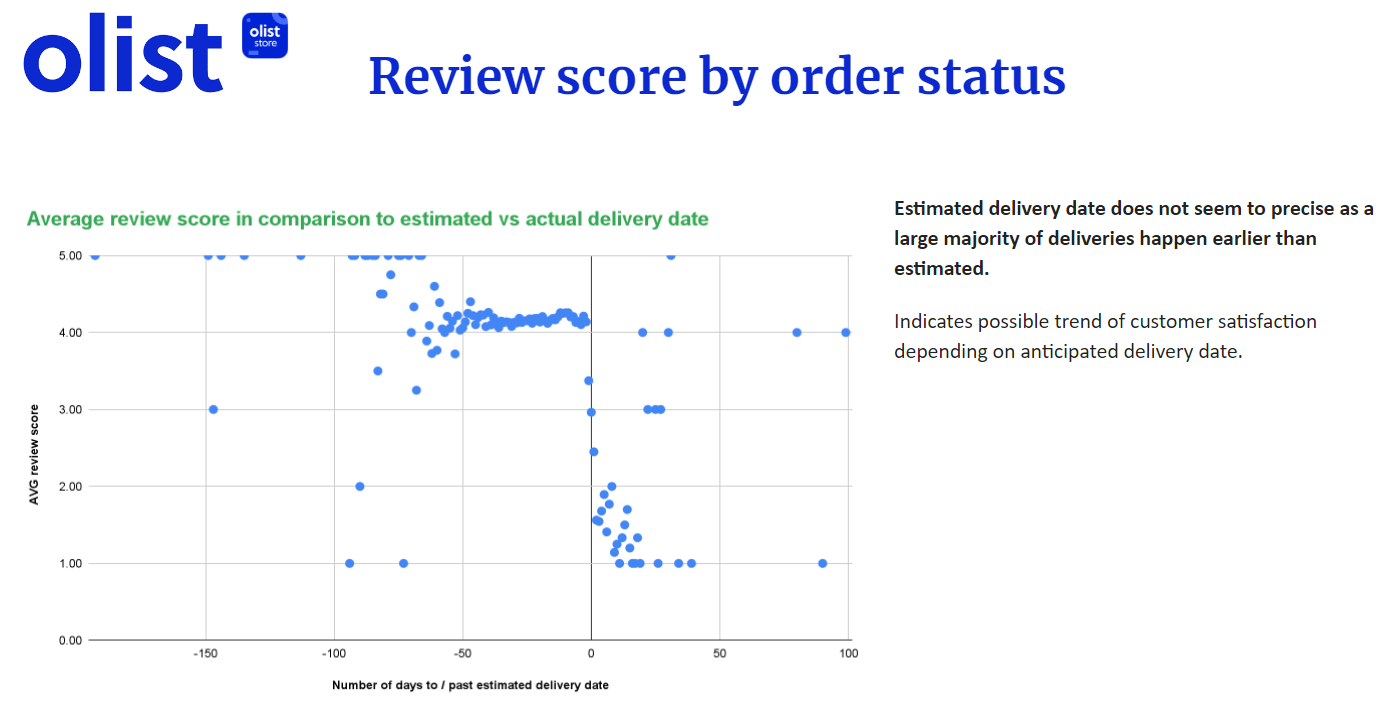 olist
olist
store
Review score by order status
Average review score in comparison to estimated vs actual delivery date
5.00
4.00
3.00
2.00
1.00
0.00
AVG review score
-150
-100
-50
0
50
100
Number of days to / past estimated delivery date
Estimated delivery date does not seem to precise as a
large majority of deliveries happen earlier than
estimated.
Indicates possible trend of customer satisfaction
depending on anticipated delivery date.